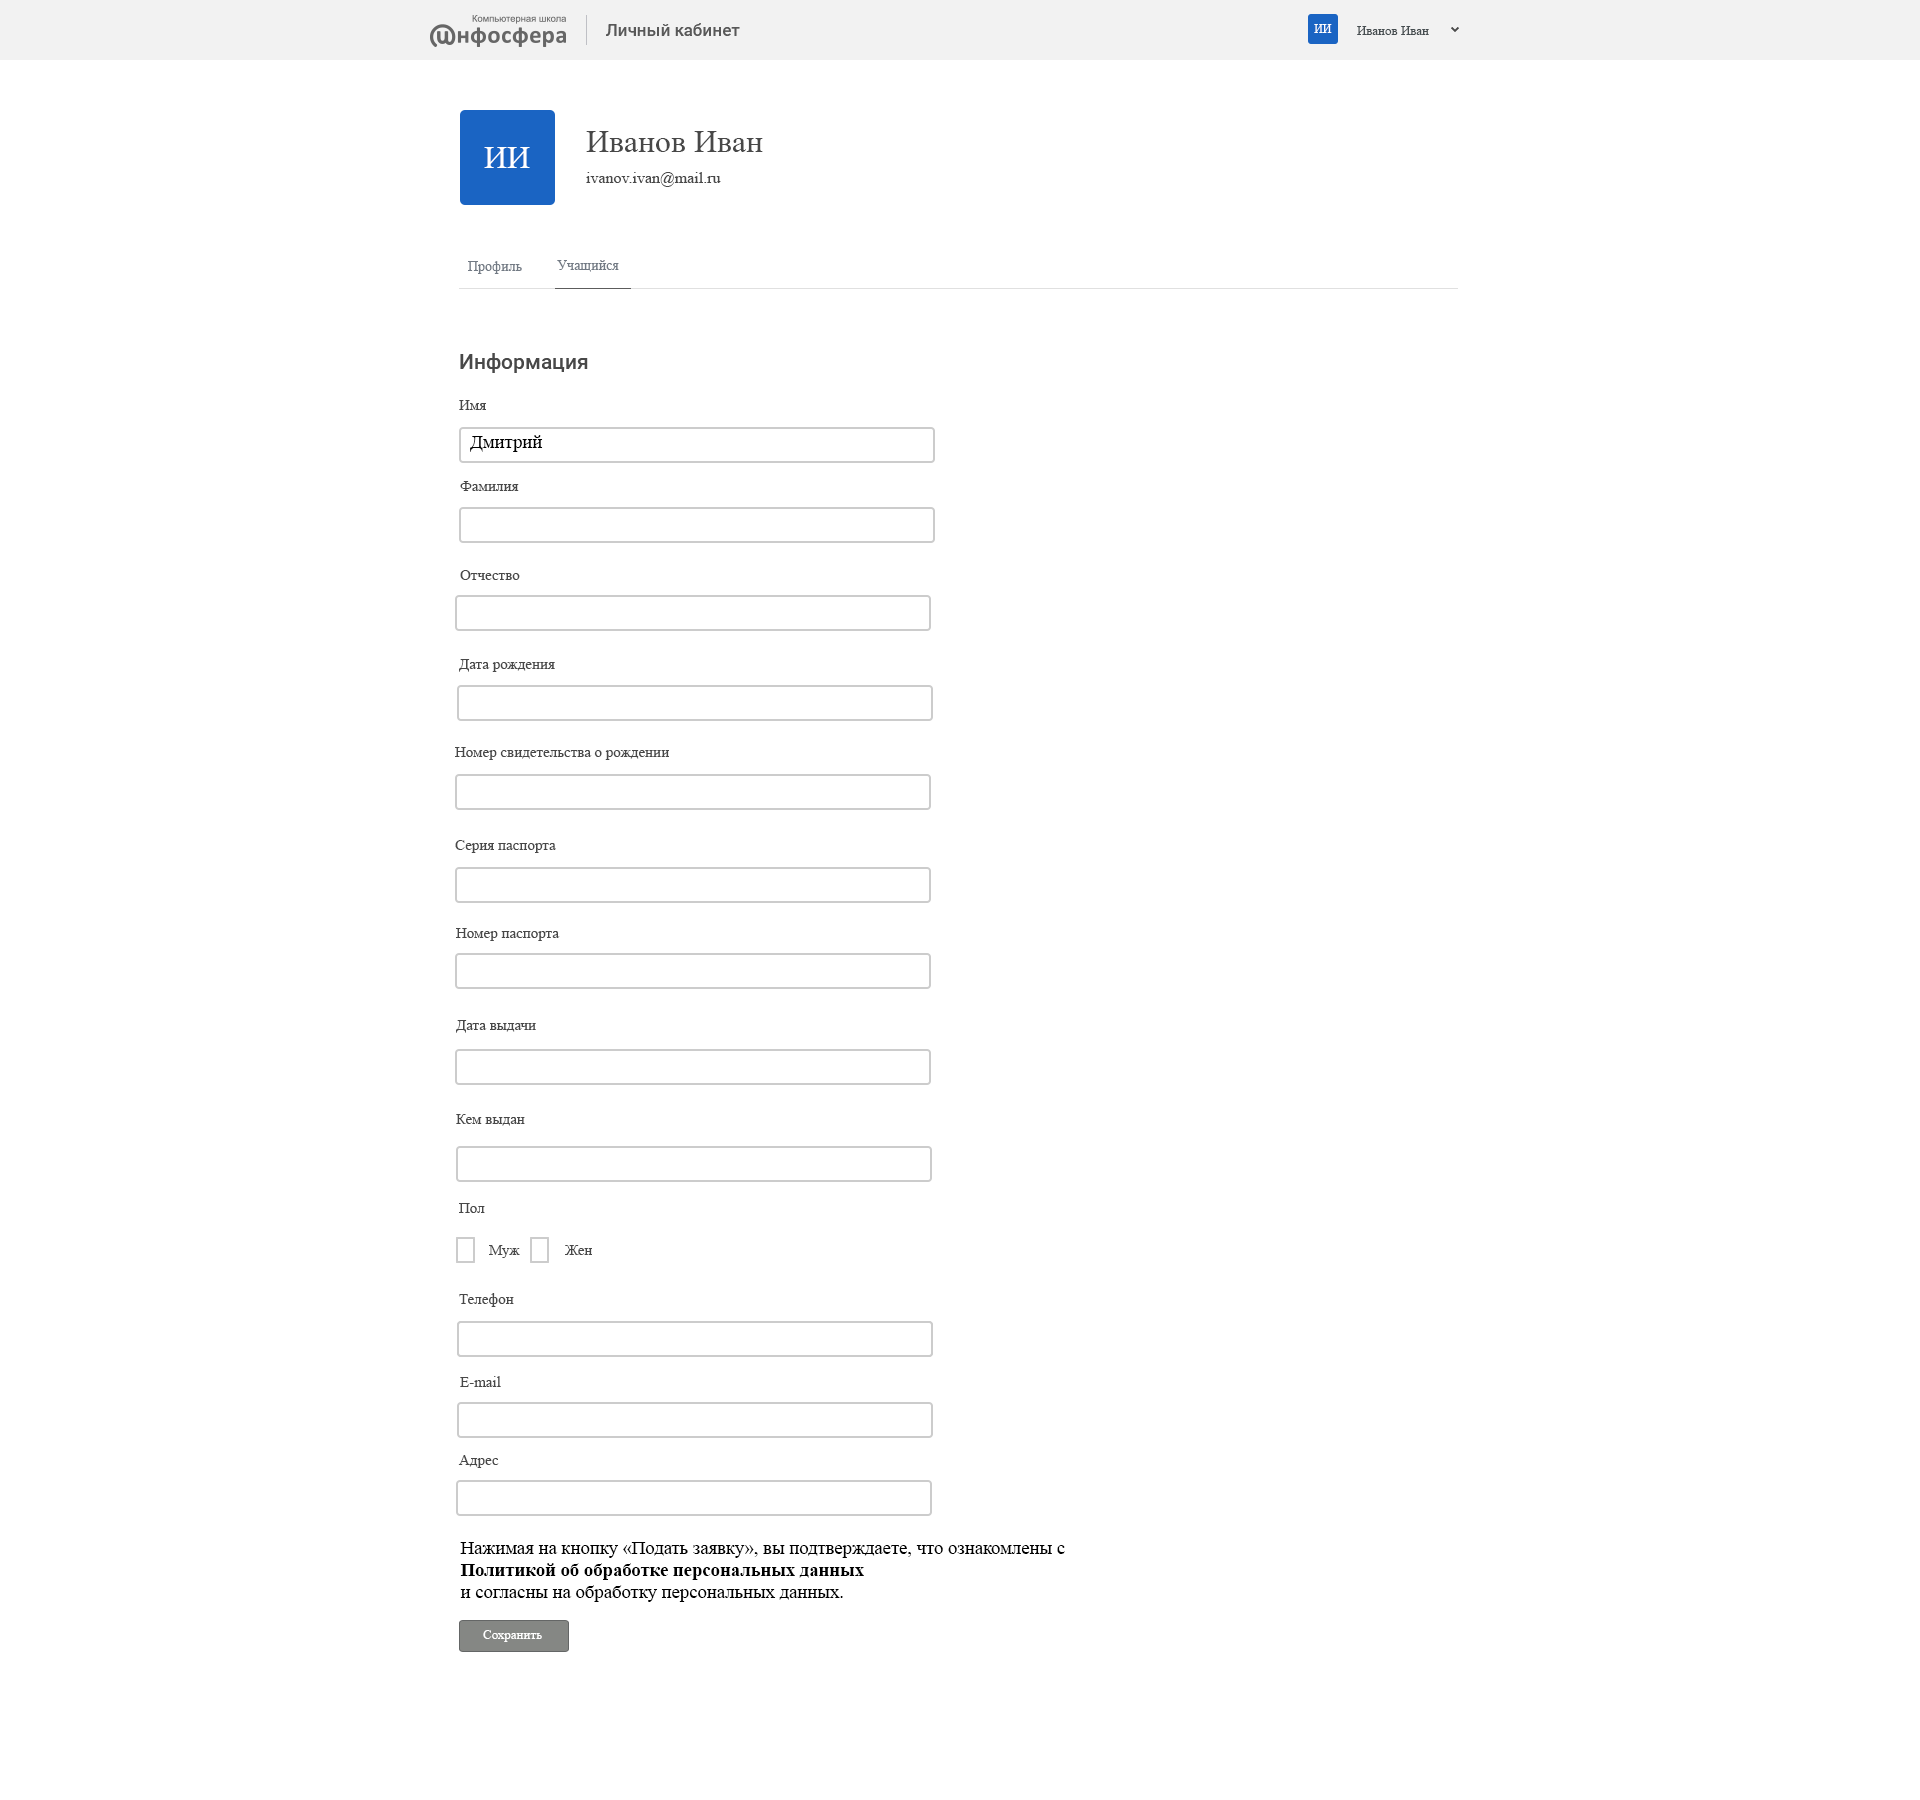 Компьютерная школа
Инфосфера
Личный кабинет
ИИ
Иванов Иван
ИИ
Иванов Иван
ivanov.ivan@mail.ru
Профиль
Учащийся
Информация
Имя
Дмитрий
Фамилия
Отчество
Дата рождения
Номер свидетельства о рождении
Серия паспорта
Номер паспорта
Дата выдачи
Кем выдан
Пол
Муж Жен
Телефон
E-mail
Адрес
Нажимая на кнопку «Подать заявку», вы подтверждаете, что ознакомлены с
Политикой об обработке персональных данных
и согласны на обработку персональных данных.
Сохранить